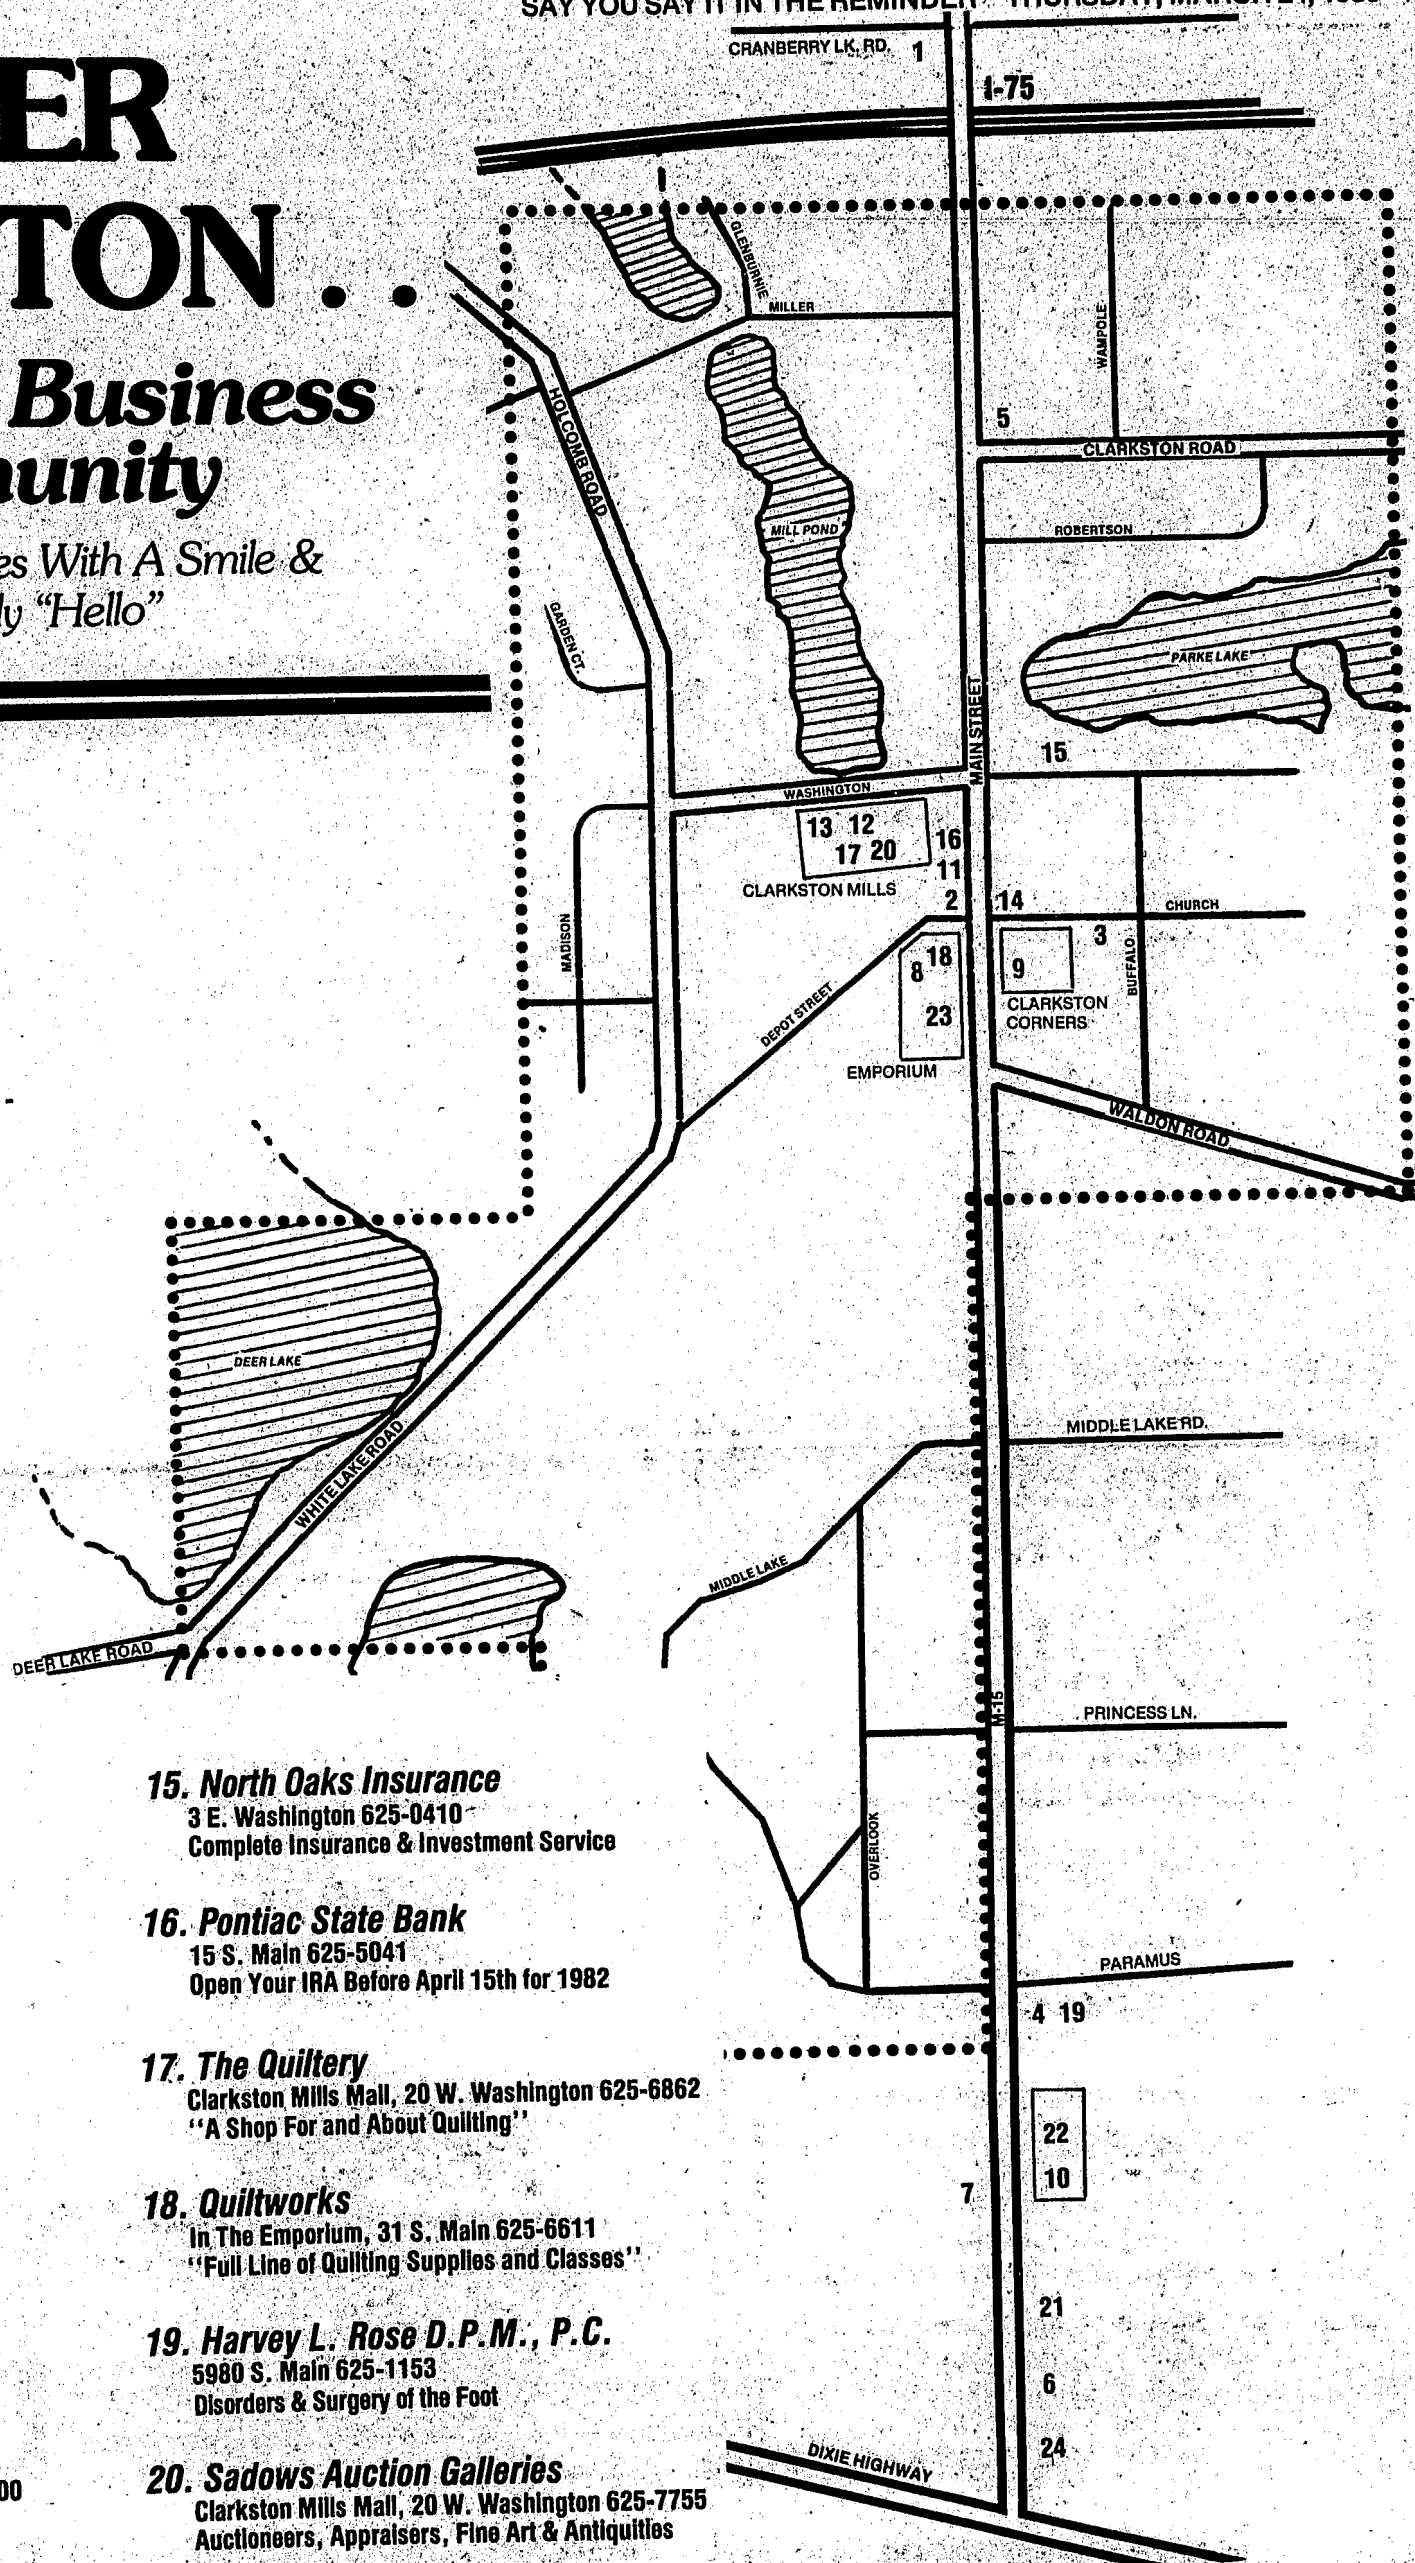 SAY YOU SAY IT IN THE REMINDER THURSDAY, MARCH
CRANBERRY LK. RD. 1
I-75
ER
TON . .
Business
unity
es With A Smile &
ly "Hello"
GLENBURNIE
MILLER
WAMPOLE
HOLCOMB ROAD
5
CLARKSTON ROAD
ROBERTSON
MILL POND
GARDEN CT.
PARKE LAKE
MAIN STREET
15
WASHINGTON
13 12
17 20
16
11
CLARKSTON MILLS
2
14
CHURCH
3
MADISON
BUFFALO
18
8
9
23
CLARKSTON
CORNERS
DEPOT STREET
EMPORIUM
WALDON ROAD
DEER LAKE
WHITE LAKE ROAD
MIDDLE LAKE RD.
MIDDLE LAKE
DEER LAKE ROAD
M-15
PRINCESS LN.
OVERLOOK
PARAMUS
4 19
22
10
7
21
6
24
DIXIE HIGHWAY
15. North Oaks Insurance
3 E. Washington 625-0410
Complete Insurance & Investment Service
16. Pontiac State Bank
15 S. Main 625-5041
Open Your IRA Before April 15th for 1982
17. The Quiltery
Clarkston Mills Mall, 20 W. Washington 625-6862
"A Shop For and About Quilting"
18. Quiltworks
In The Emporium, 31 S. Main 625-6611
"Full Line of Quilting Supplies and Classes"
19. Harvey L. Rose D.P.M., P.C.
5980 S. Main 625-1153
Disorders & Surgery of the Foot
20. Sadows Auction Galleries
Clarkston Mills Mall, 20 W. Washington 625-7755
Auctioneers, Appraisers, Fine Art & Antiquities
00